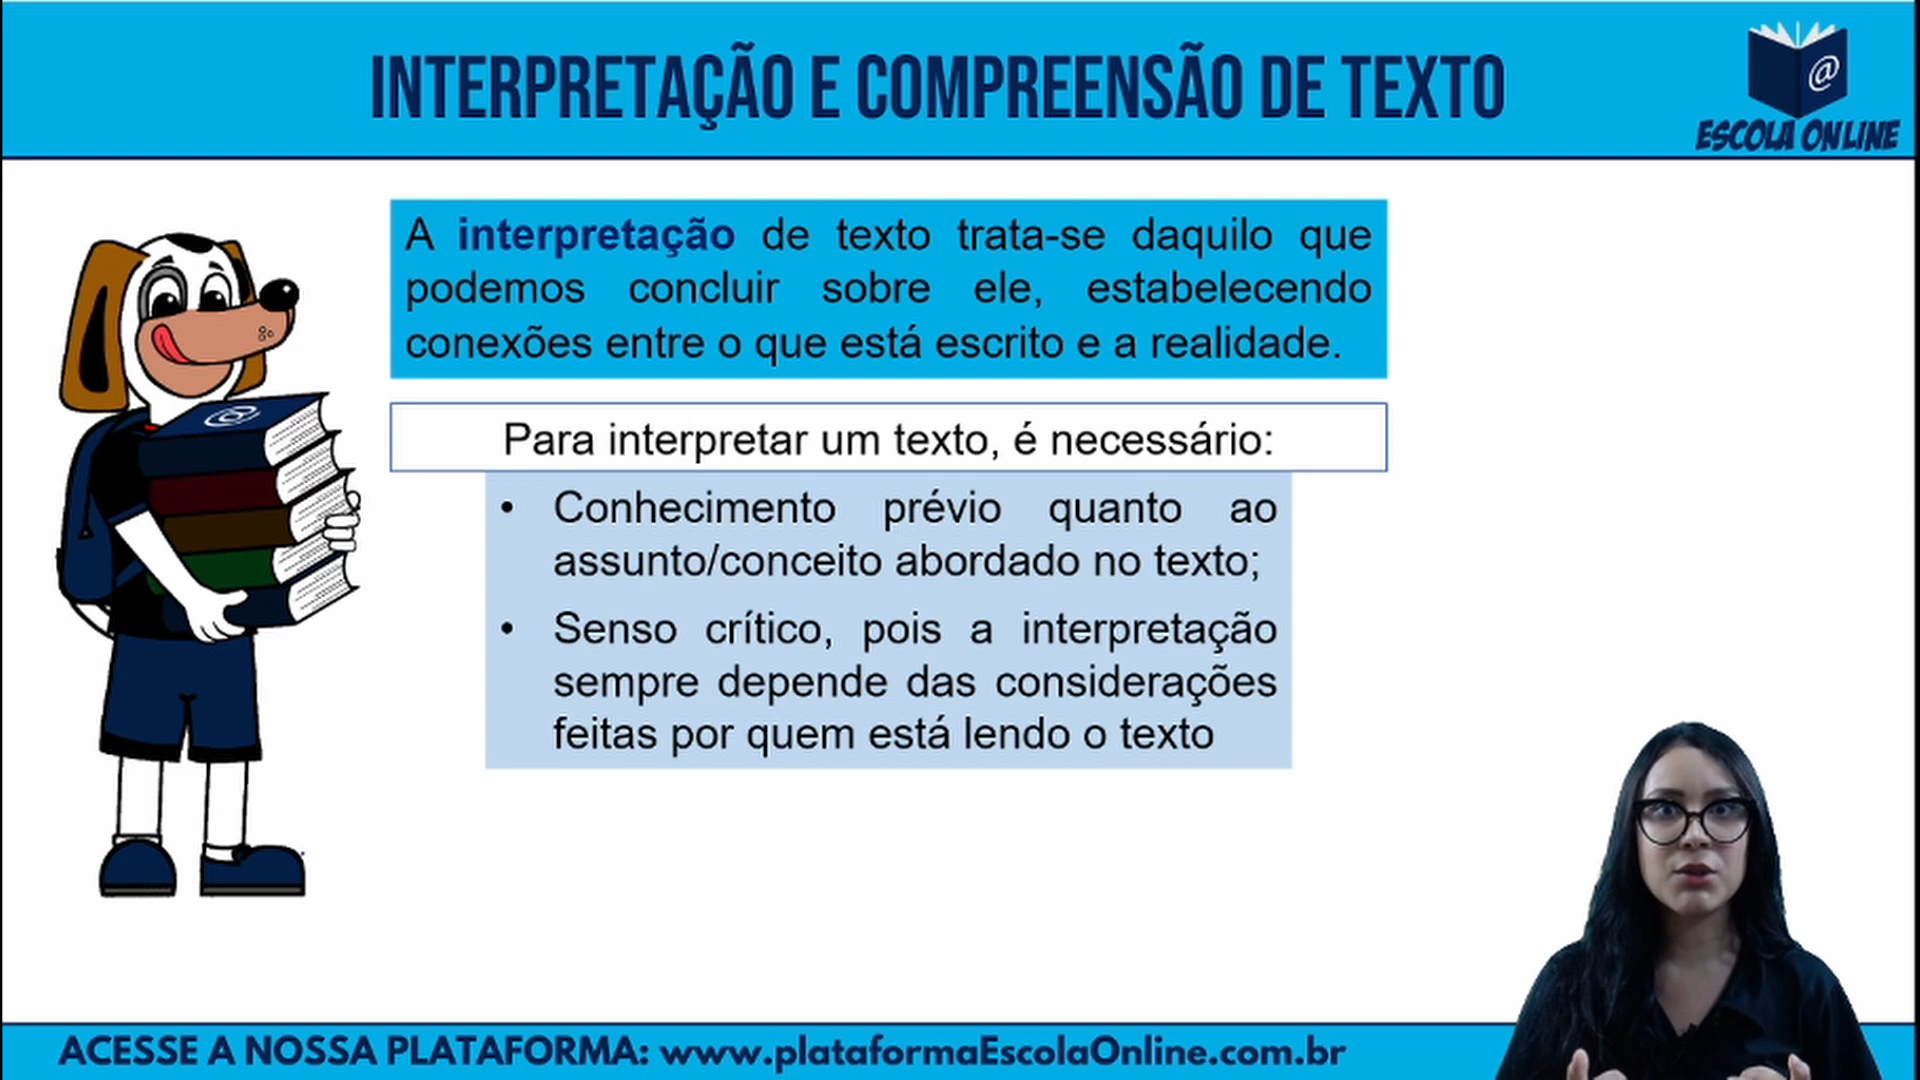 INTERPRETAÇÃO E COMPREENSÃO DE TEXTO
@
ESCOLA ONLINE
A interpretação de texto trata-se daquilo que
podemos concluir sobre ele, estabelecendo
conexões entre o que está escrito e a realidade.
@
Para interpretar um texto, é necessário:
• Conhecimento prévio quanto ao
assunto/conceito abordado no texto;
• Senso crítico, pois a interpretação
sempre depende das considerações
feitas por quem está lendo o texto
ACESSE A NOSSA PLATAFORMA: www.plataformaEscolaOnline.com.br